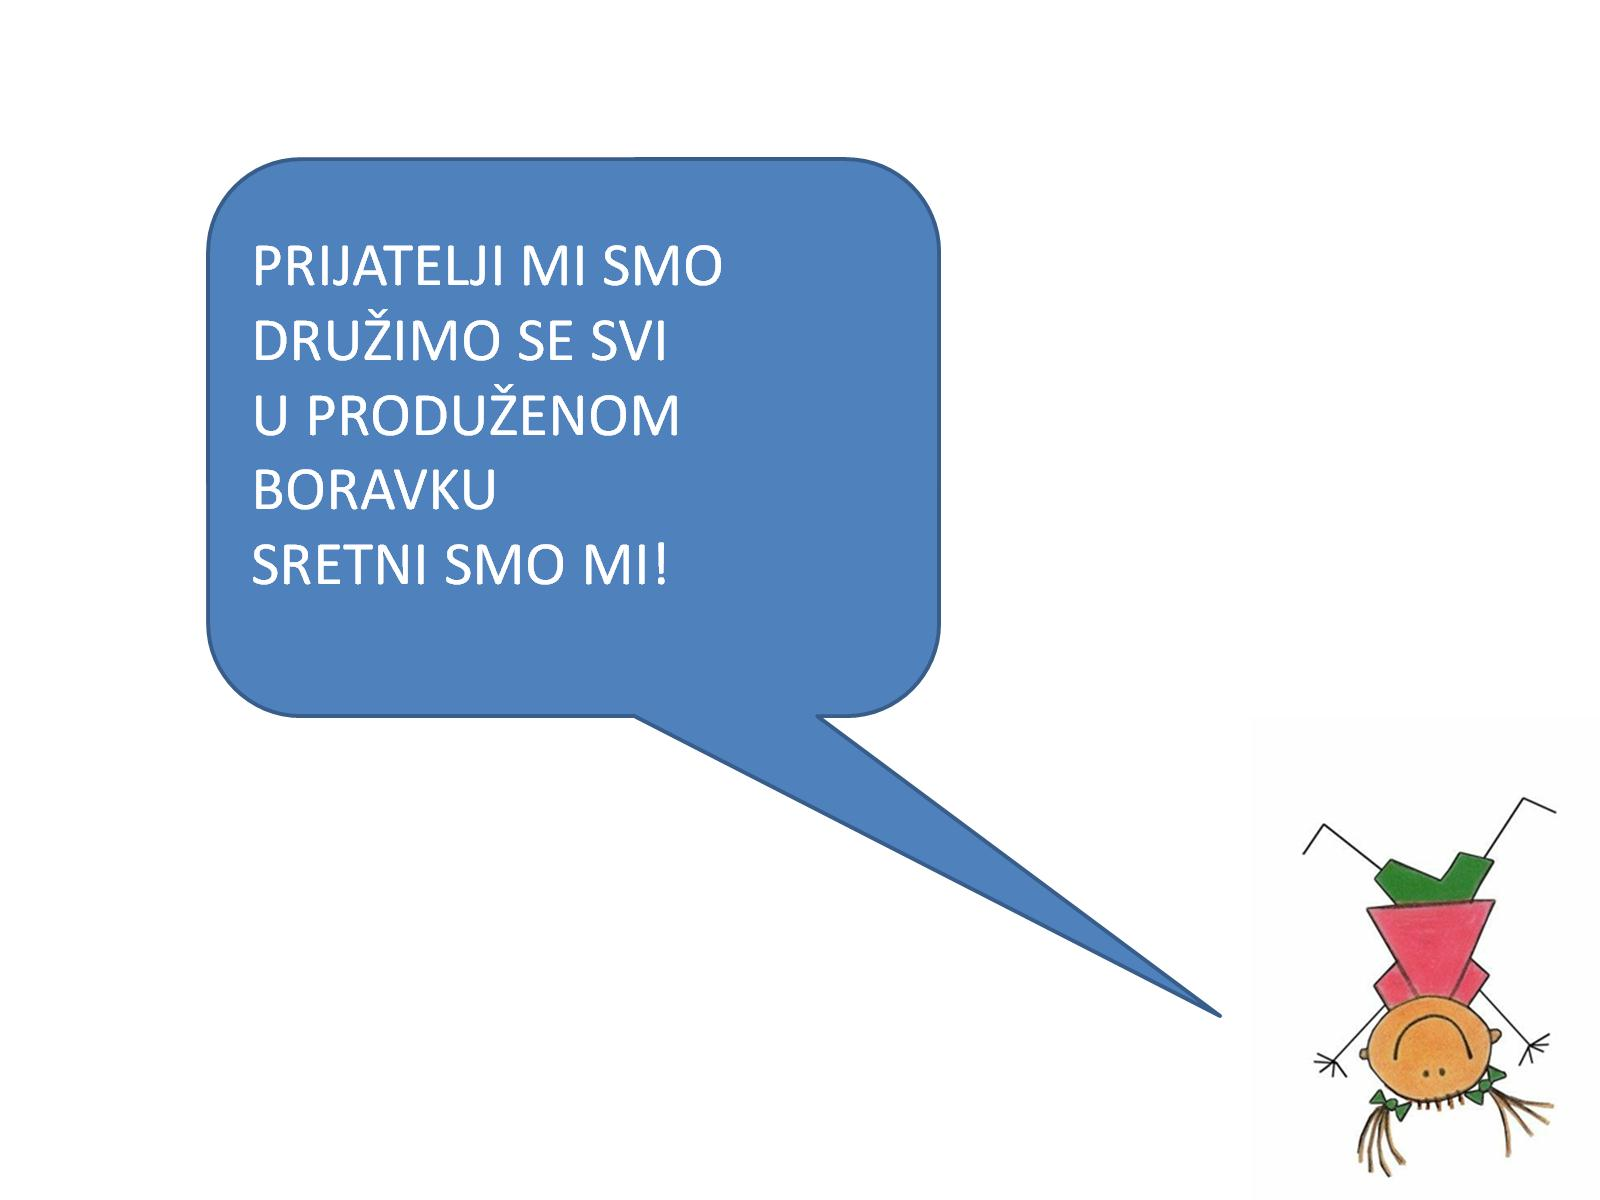 PRIJATELJI MI SMO
DRUŽIMO SE SVI
U PRODUŽENOM
BORAVKU
SRETNI SMO MI!